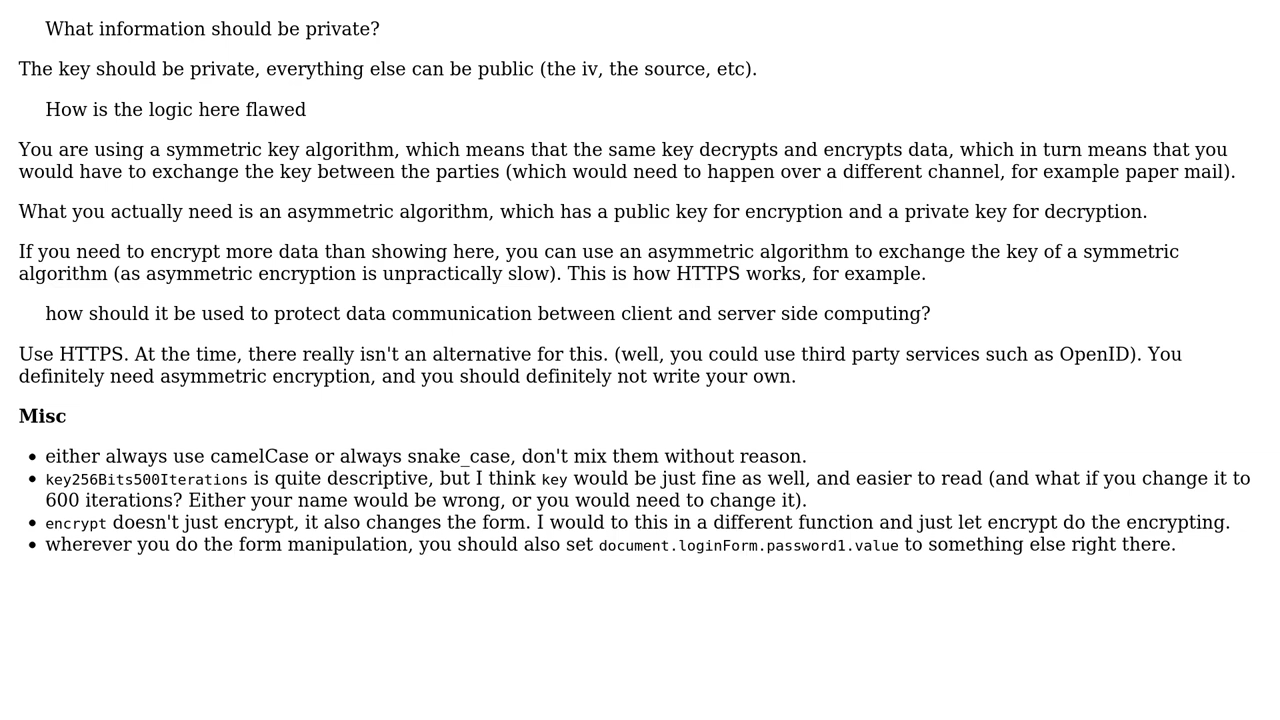 What information should be private?
The key should be private, everything else can be public (the iv, the source, etc).
How is the logic here flawed
You are using a symmetric key algorithm, which means that the same key decrypts and encrypts data, which in turn means that you
would have to exchange the key between the parties (which would need to happen over a different channel, for example paper mail).
What you actually need is an asymmetric algorithm, which has a public key for encryption and a private key for decryption.
If you need to encrypt more data than showing here, you can use an asymmetric algorithm to exchange the key of a symmetric
algorithm (as asymmetric encryption is unpractically slow). This is how HTTPS works, for example.
how should it be used to protect data communication between client and server side computing?
Use HTTPS. At the time, there really isn't an alternative for this. (well, you could use third party services such as OpenID). You
definitely need asymmetric encryption, and you should definitely not write your own.
Misc
• either always use camelCase or always snake_case, don't mix them without reason.
• key256Bits500Iterations is quite descriptive, but I think key would be just fine as well, and easier to read (and what if you change it to
600 iterations? Either your name would be wrong, or you would need to change it).
• encrypt doesn't just encrypt, it also changes the form. I would to this in a different function and just let encrypt do the encrypting.
• wherever you do the form manipulation, you should also set document.loginForm.password1.value to something else right there.